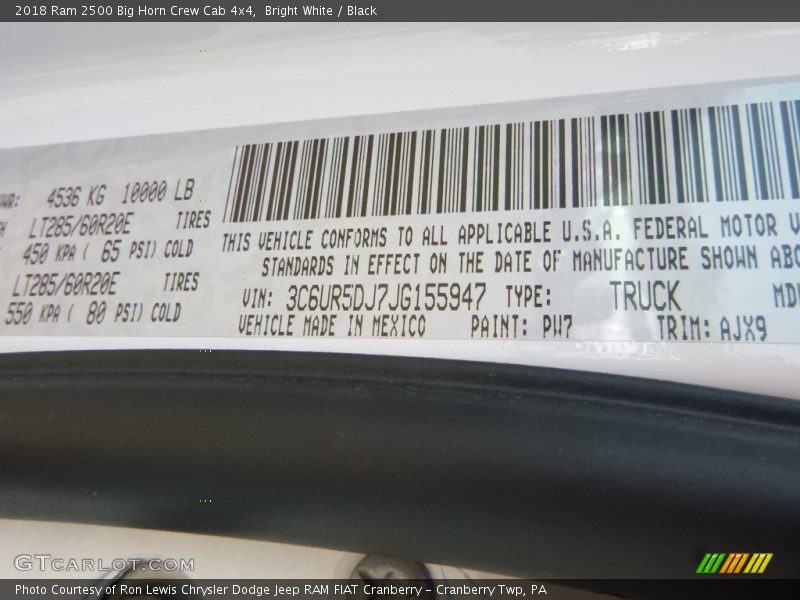 2018 Ram 2500 Big Horn Crew Cab 4x4, Bright White / Black
4536 KG 10000 LB
LT285/60R20E TIRES
450 KPA ( 65 PSI) COLD
LT285/60R20E TIRES
550 KPA ( 80 PSI) COLD
THIS VEHICLE CONFORMS TO ALL APPLICABLE U.S.A. FEDERAL MOTOR V
STANDARDS IN EFFECT ON THE DATE OF MANUFACTURE SHOWN ABO
VIN: 3C6UR5DJ7JG155947 TYPE: TRUCK MDH
VEHICLE MADE IN MEXICO PAINT: PW7 TRIM: AJX9
GTCARLOT.COM
Photo Courtesy of Ron Lewis Chrysler Dodge Jeep RAM FIAT Cranberry - Cranberry Twp, PA